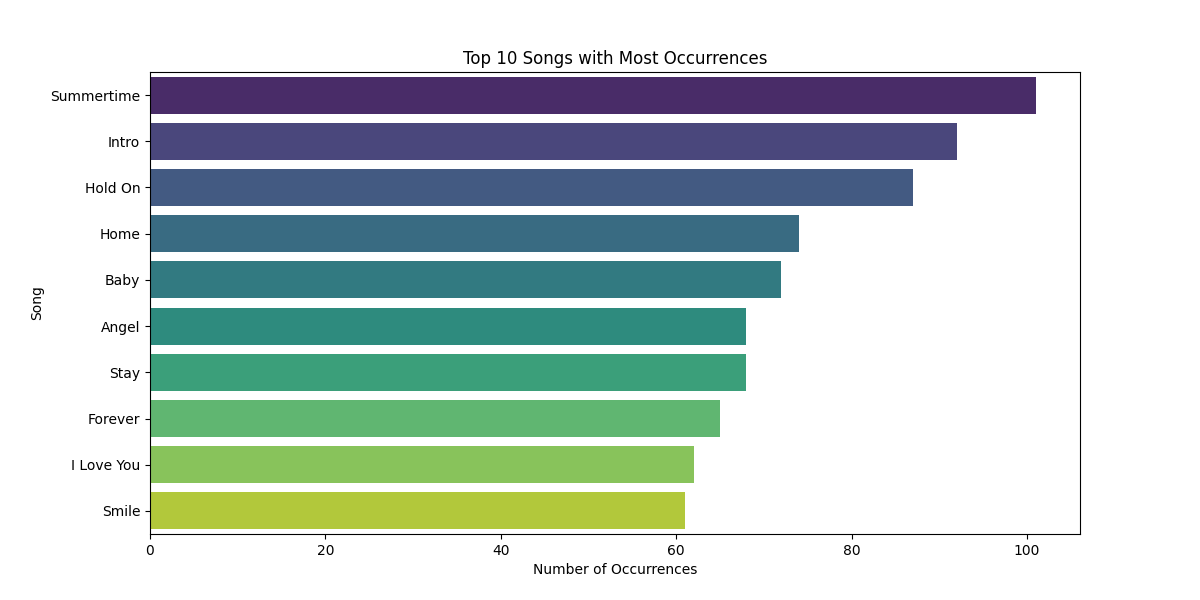 Top 10 Songs with Most Occurrences
Song
Summertime
Intro
Hold On
Home
Baby
Angel
Stay
Forever
I Love You
Smile
0 20 40 60 80 100
Number of Occurrences